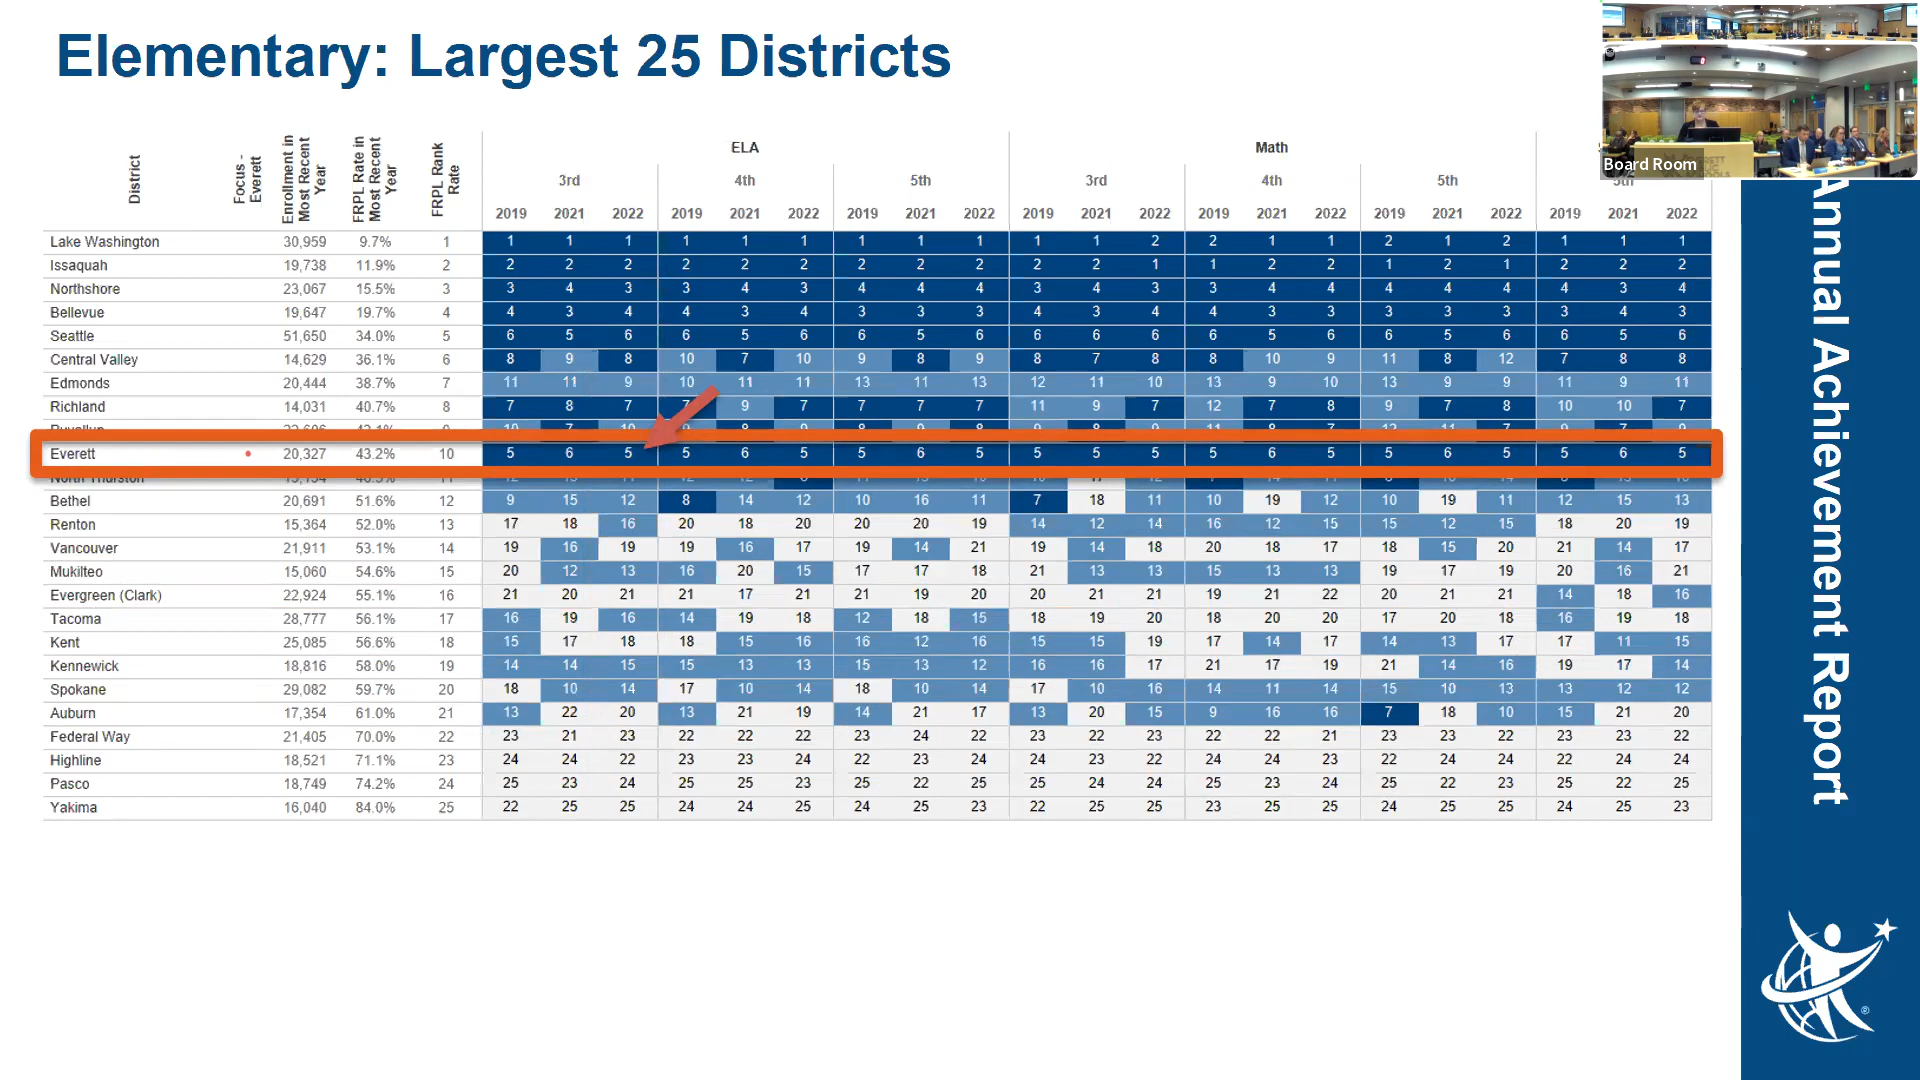 Elementary: Largest 25 Districts
Board Room
ELA Math
3rd 4th 5th 3rd 4th 5th 5th
District Focus - Everett Enrollment in Most Recent Year FRPL Rate in Most Recent Year FRPL Rank Rate 2019 2021 2022 2019 2021 2022 2019 2021 2022 2019 2021 2022 2019 2021 2022 2019 2021 2022 2019 2021 2022
Lake Washington 30,959 9.7% 1 1 1 1 1 1 1 1 1 1 1 1 2 2 1 1 2 1 2 1 1 1
Issaquah 19,738 11.9% 2 2 2 2 2 2 2 2 2 2 2 2 1 1 2 2 1 2 1 2 2 2
Northshore 23,067 15.5% 3 3 4 3 3 4 3 4 4 4 3 4 3 3 4 4 4 4 4 4 3 4
Bellevue 19,647 19.7% 4 4 3 4 4 3 4 3 3 3 4 3 4 4 3 3 3 3 3 3 4 3
Seattle 51,650 34.0% 5 6 5 6 6 5 6 6 5 6 6 6 6 6 5 6 6 5 6 6 5 6
Central Valley 14,629 36.1% 6 8 9 8 10 7 10 9 8 9 8 7 8 8 10 9 11 8 12 7 8 8
Edmonds 20,444 38.7% 7 11 11 9 10 11 11 13 11 13 12 11 10 13 9 10 13 9 9 11 9 11
Richland 14,031 40.7% 8 7 8 7 7 9 7 7 7 7 11 9 7 12 7 8 9 7 8 10 10 7
Everett 20,327 43.2% 10 5 6 5 5 6 5 5 6 5 5 5 5 5 6 5 5 6 5 5 6 5
Bethel 20,691 51.6% 12 9 15 12 8 14 12 10 16 11 7 18 11 10 19 12 10 19 11 12 15 13
Renton 15,364 52.0% 13 17 18 16 20 18 20 20 20 19 14 12 14 16 12 15 15 12 15 18 20 19
Vancouver 21,911 53.1% 14 19 16 19 19 16 17 19 14 21 19 14 18 20 18 17 18 15 20 21 14 17
Mukilteo 15,060 54.6% 15 20 12 13 16 20 15 17 17 18 21 13 13 15 13 13 19 17 19 20 16 21
Evergreen (Clark) 22,924 55.1% 16 21 20 21 21 17 21 21 19 20 20 21 21 19 21 22 20 21 21 14 18 16
Tacoma 28,777 56.1% 17 16 19 16 14 19 18 12 18 15 18 19 20 18 20 20 17 20 18 16 19 18
Kent 25,085 56.6% 18 15 17 18 18 15 16 16 12 16 15 15 19 17 14 17 14 13 17 17 11 15
Kennewick 18,816 58.0% 19 14 14 15 15 13 13 15 13 12 16 16 17 21 17 19 21 14 16 19 17 14
Spokane 29,082 59.7% 20 18 10 14 17 10 14 18 10 14 17 10 16 14 11 14 15 10 13 13 12 12
Auburn 17,354 61.0% 21 13 22 20 13 21 19 14 21 17 13 20 15 9 16 16 7 18 10 15 21 20
Federal Way 21,405 70.0% 22 23 21 23 22 22 22 23 24 22 23 22 23 22 22 21 23 23 22 23 23 22
Highline 18,521 71.1% 23 24 24 22 23 23 24 22 23 24 24 23 22 24 23 24 22 24 24 22 24 24
Pasco 18,749 74.2% 24 25 23 24 25 24 23 25 22 25 25 24 24 25 22 23 25 22 23 25 22 25
Yakima 16,040 84.0% 25 22 25 25 24 24 25 24 25 23 22 25 25 23 25 25 24 25 25 24 25 23
Annual Achievement Report
®